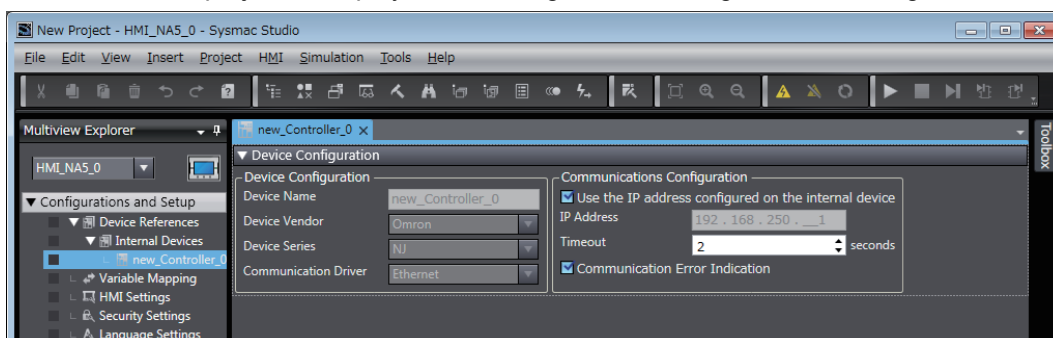 New Project - HMI_NA5_0 - Sysmac Studio
File Edit View Insert Project HMI Simulation Tools Help
Multiview Explorer
new_Controller_0
Toolbox
HMI_NA5_0
Device Configuration
Configurations and Setup
Device References
Internal Devices
new_Controller_0
Variable Mapping
HMI Settings
Security Settings
Language Settings
Device Configuration
Device Name new_Controller_0
Device Vendor Omron
Device Series NJ
Communication Driver Ethernet
Communications Configuration
Use the IP address configured on the internal device
IP Address 192 . 168 . 250 . __1
Timeout 2 seconds
Communication Error Indication